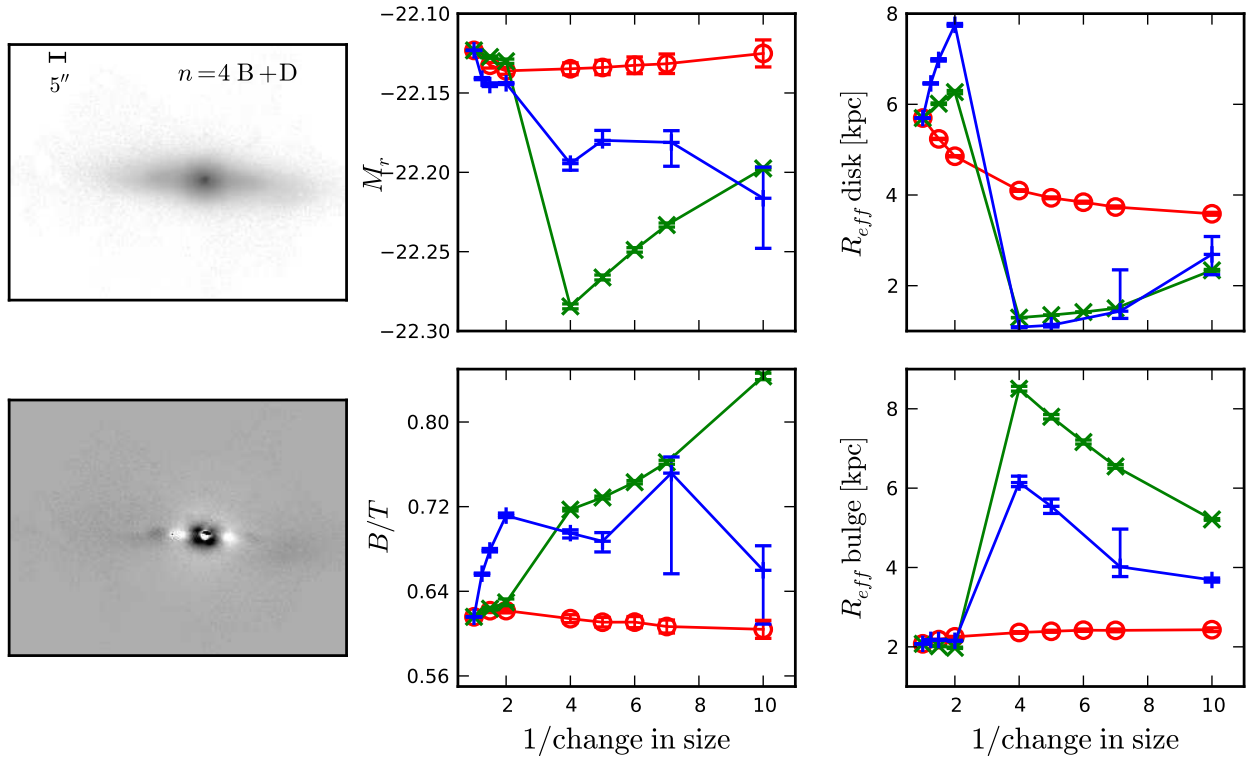 5″
n=4 B+D
−22.10
−22.15
−22.20
−22.25
−22.30
M_r
8
6
4
2
R_eff disk [kpc]
0.80
0.72
0.64
0.56
B/T
2 4 6 8 10
1/change in size
8
6
4
2
R_eff bulge [kpc]
2 4 6 8 10
1/change in size